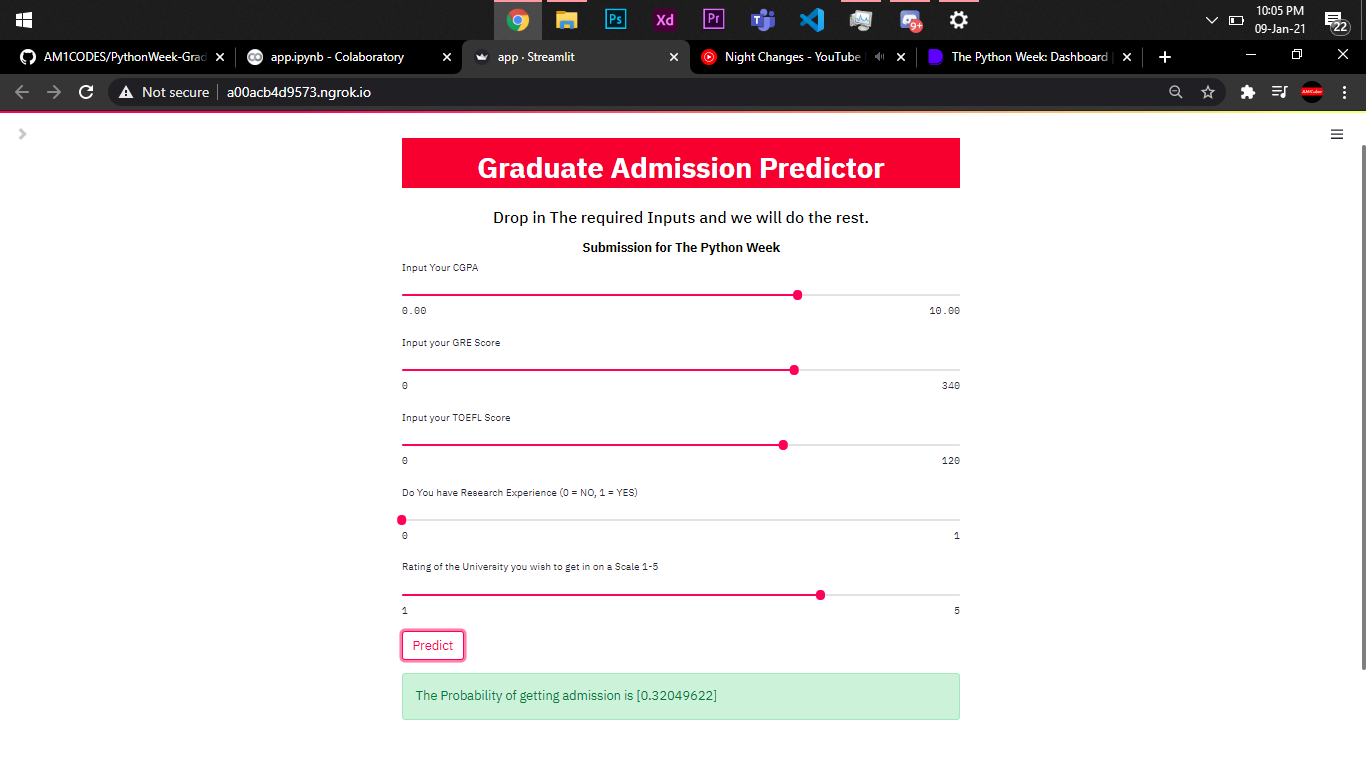 Ps
Xd
Pr
9+
10:05 PM
09-Jan-21
22
AM1CODES/PythonWeek-Grad
app.ipynb - Colaboratory
app · Streamlit
Night Changes - YouTube
The Python Week: Dashboard
Not secure
a00acb4d9573.ngrok.io
Graduate Admission Predictor
Drop in The required Inputs and we will do the rest.
Submission for The Python Week
Input Your CGPA
0.00 10.00
Input your GRE Score
0 340
Input your TOEFL Score
0 120
Do You have Research Experience (0 = NO, 1 = YES)
0 1
Rating of the University you wish to get in on a Scale 1-5
1 5
Predict
The Probability of getting admission is [0.32049622]